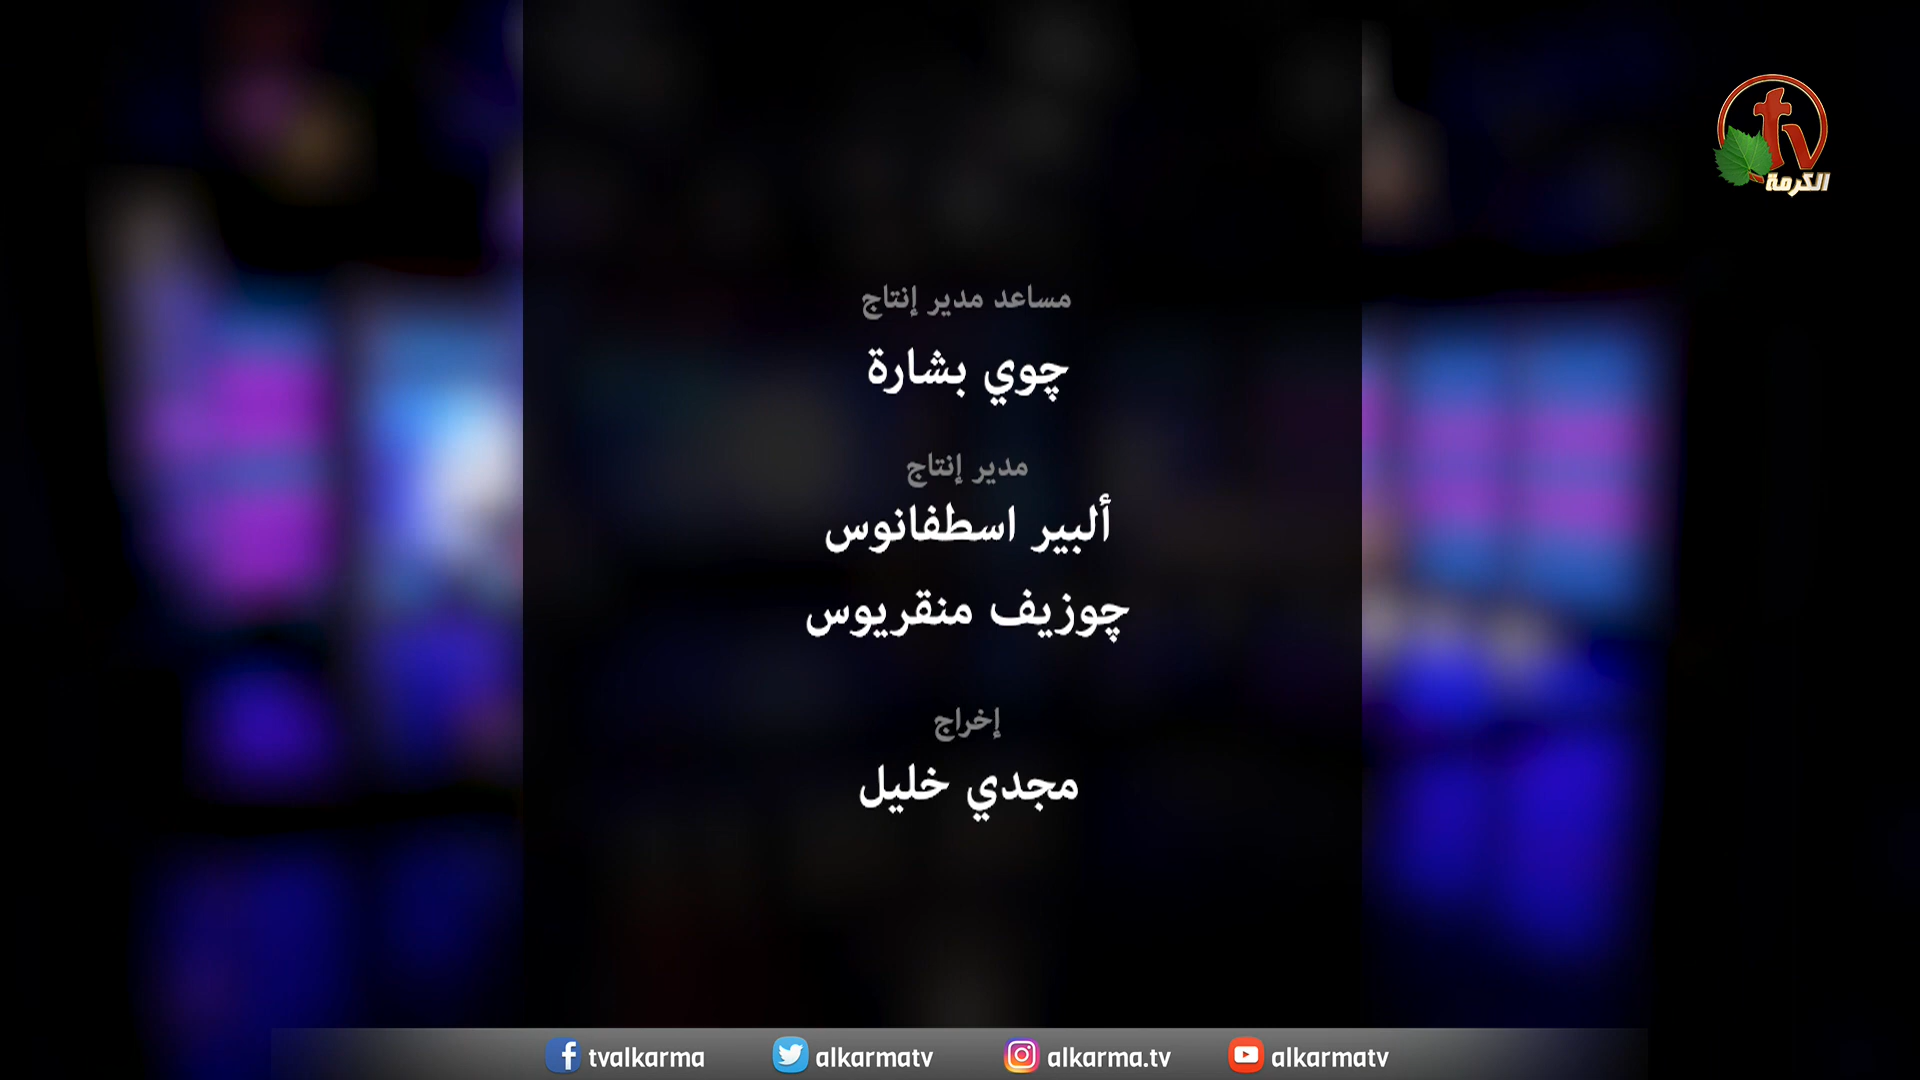 tv
الكرمة
مساعد مدير إنتاج
چوي بشارة
مدير إنتاج
ألبير اسطفانوس
چوزيف منقريوس
إخراج
مجدي خليل
tvalkarma
alkarmatv
alkarma.tv
alkarmatv